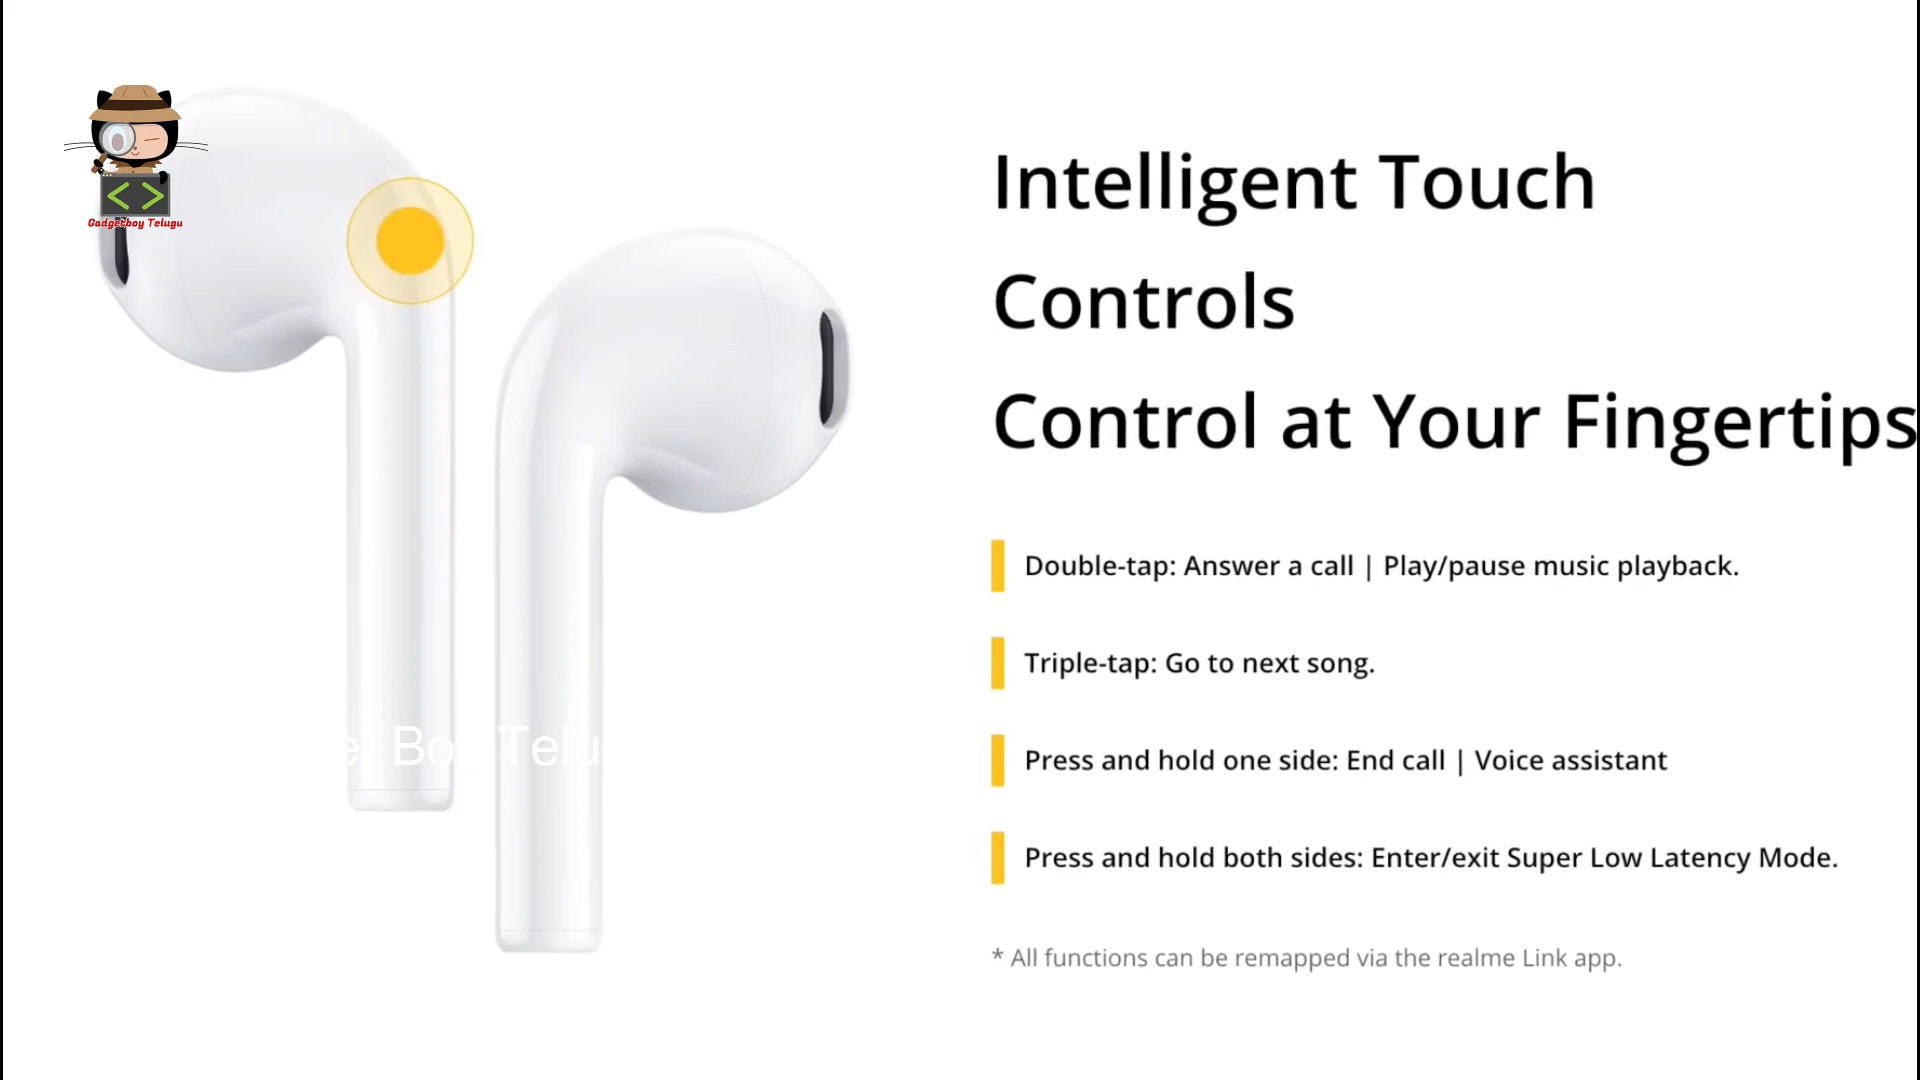 Gadgetboy Telugu
Intelligent Touch
Controls
Control at Your Fingertips
Double-tap: Answer a call | Play/pause music playback.
Triple-tap: Go to next song.
Press and hold one side: End call | Voice assistant
Press and hold both sides: Enter/exit Super Low Latency Mode.
* All functions can be remapped via the realme Link app.